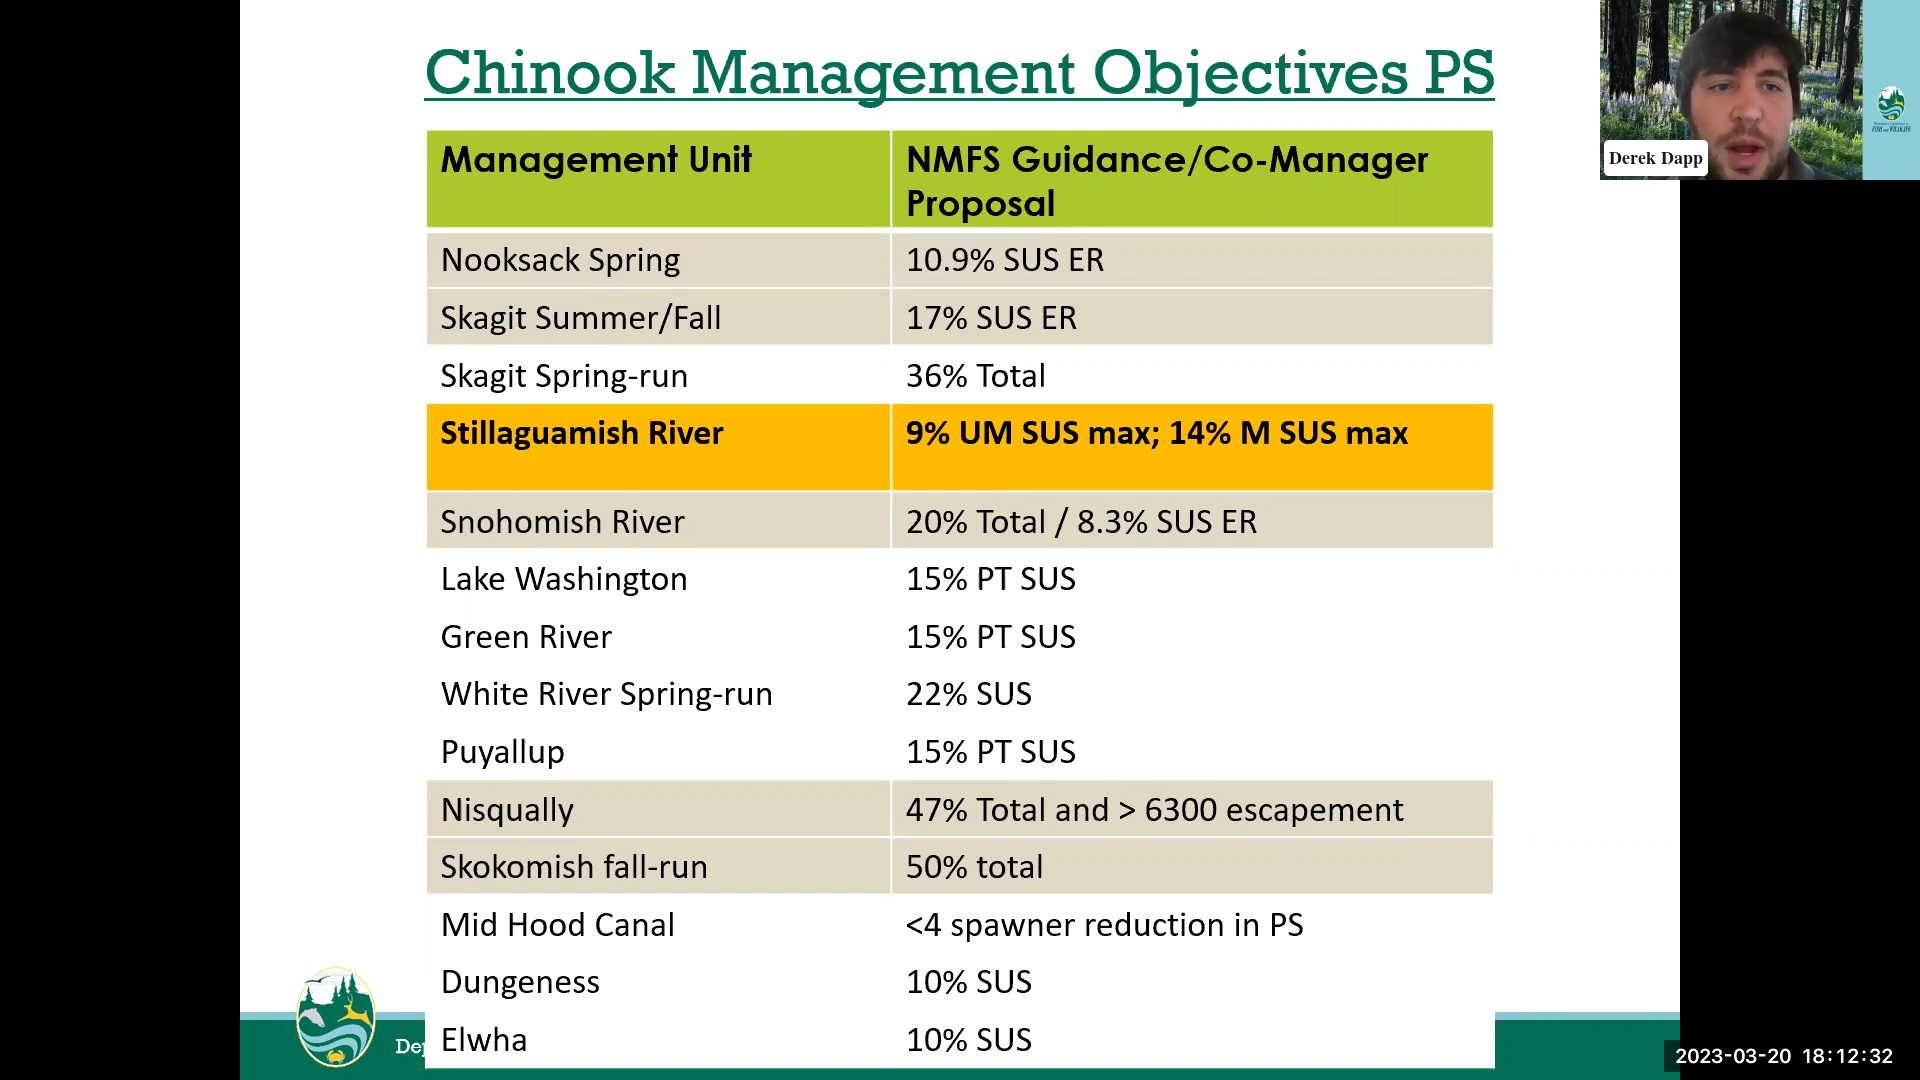 Chinook Management Objectives PS
Management Unit
NMFS Guidance/Co-Manager
Proposal
Nooksack Spring
10.9% SUS ER
Skagit Summer/Fall
17% SUS ER
Skagit Spring-run
36% Total
Stillaguamish River
9% UM SUS max; 14% M SUS max
Snohomish River
20% Total / 8.3% SUS ER
Lake Washington
15% PT SUS
Green River
15% PT SUS
White River Spring-run
22% SUS
Puyallup
15% PT SUS
Nisqually
47% Total and > 6300 escapement
Skokomish fall-run
50% total
Mid Hood Canal
<4 spawner reduction in PS
Dungeness
10% SUS
Elwha
10% SUS
Derek Dapp
FISH and WILDLIFE
2023-03-20 18:12:32